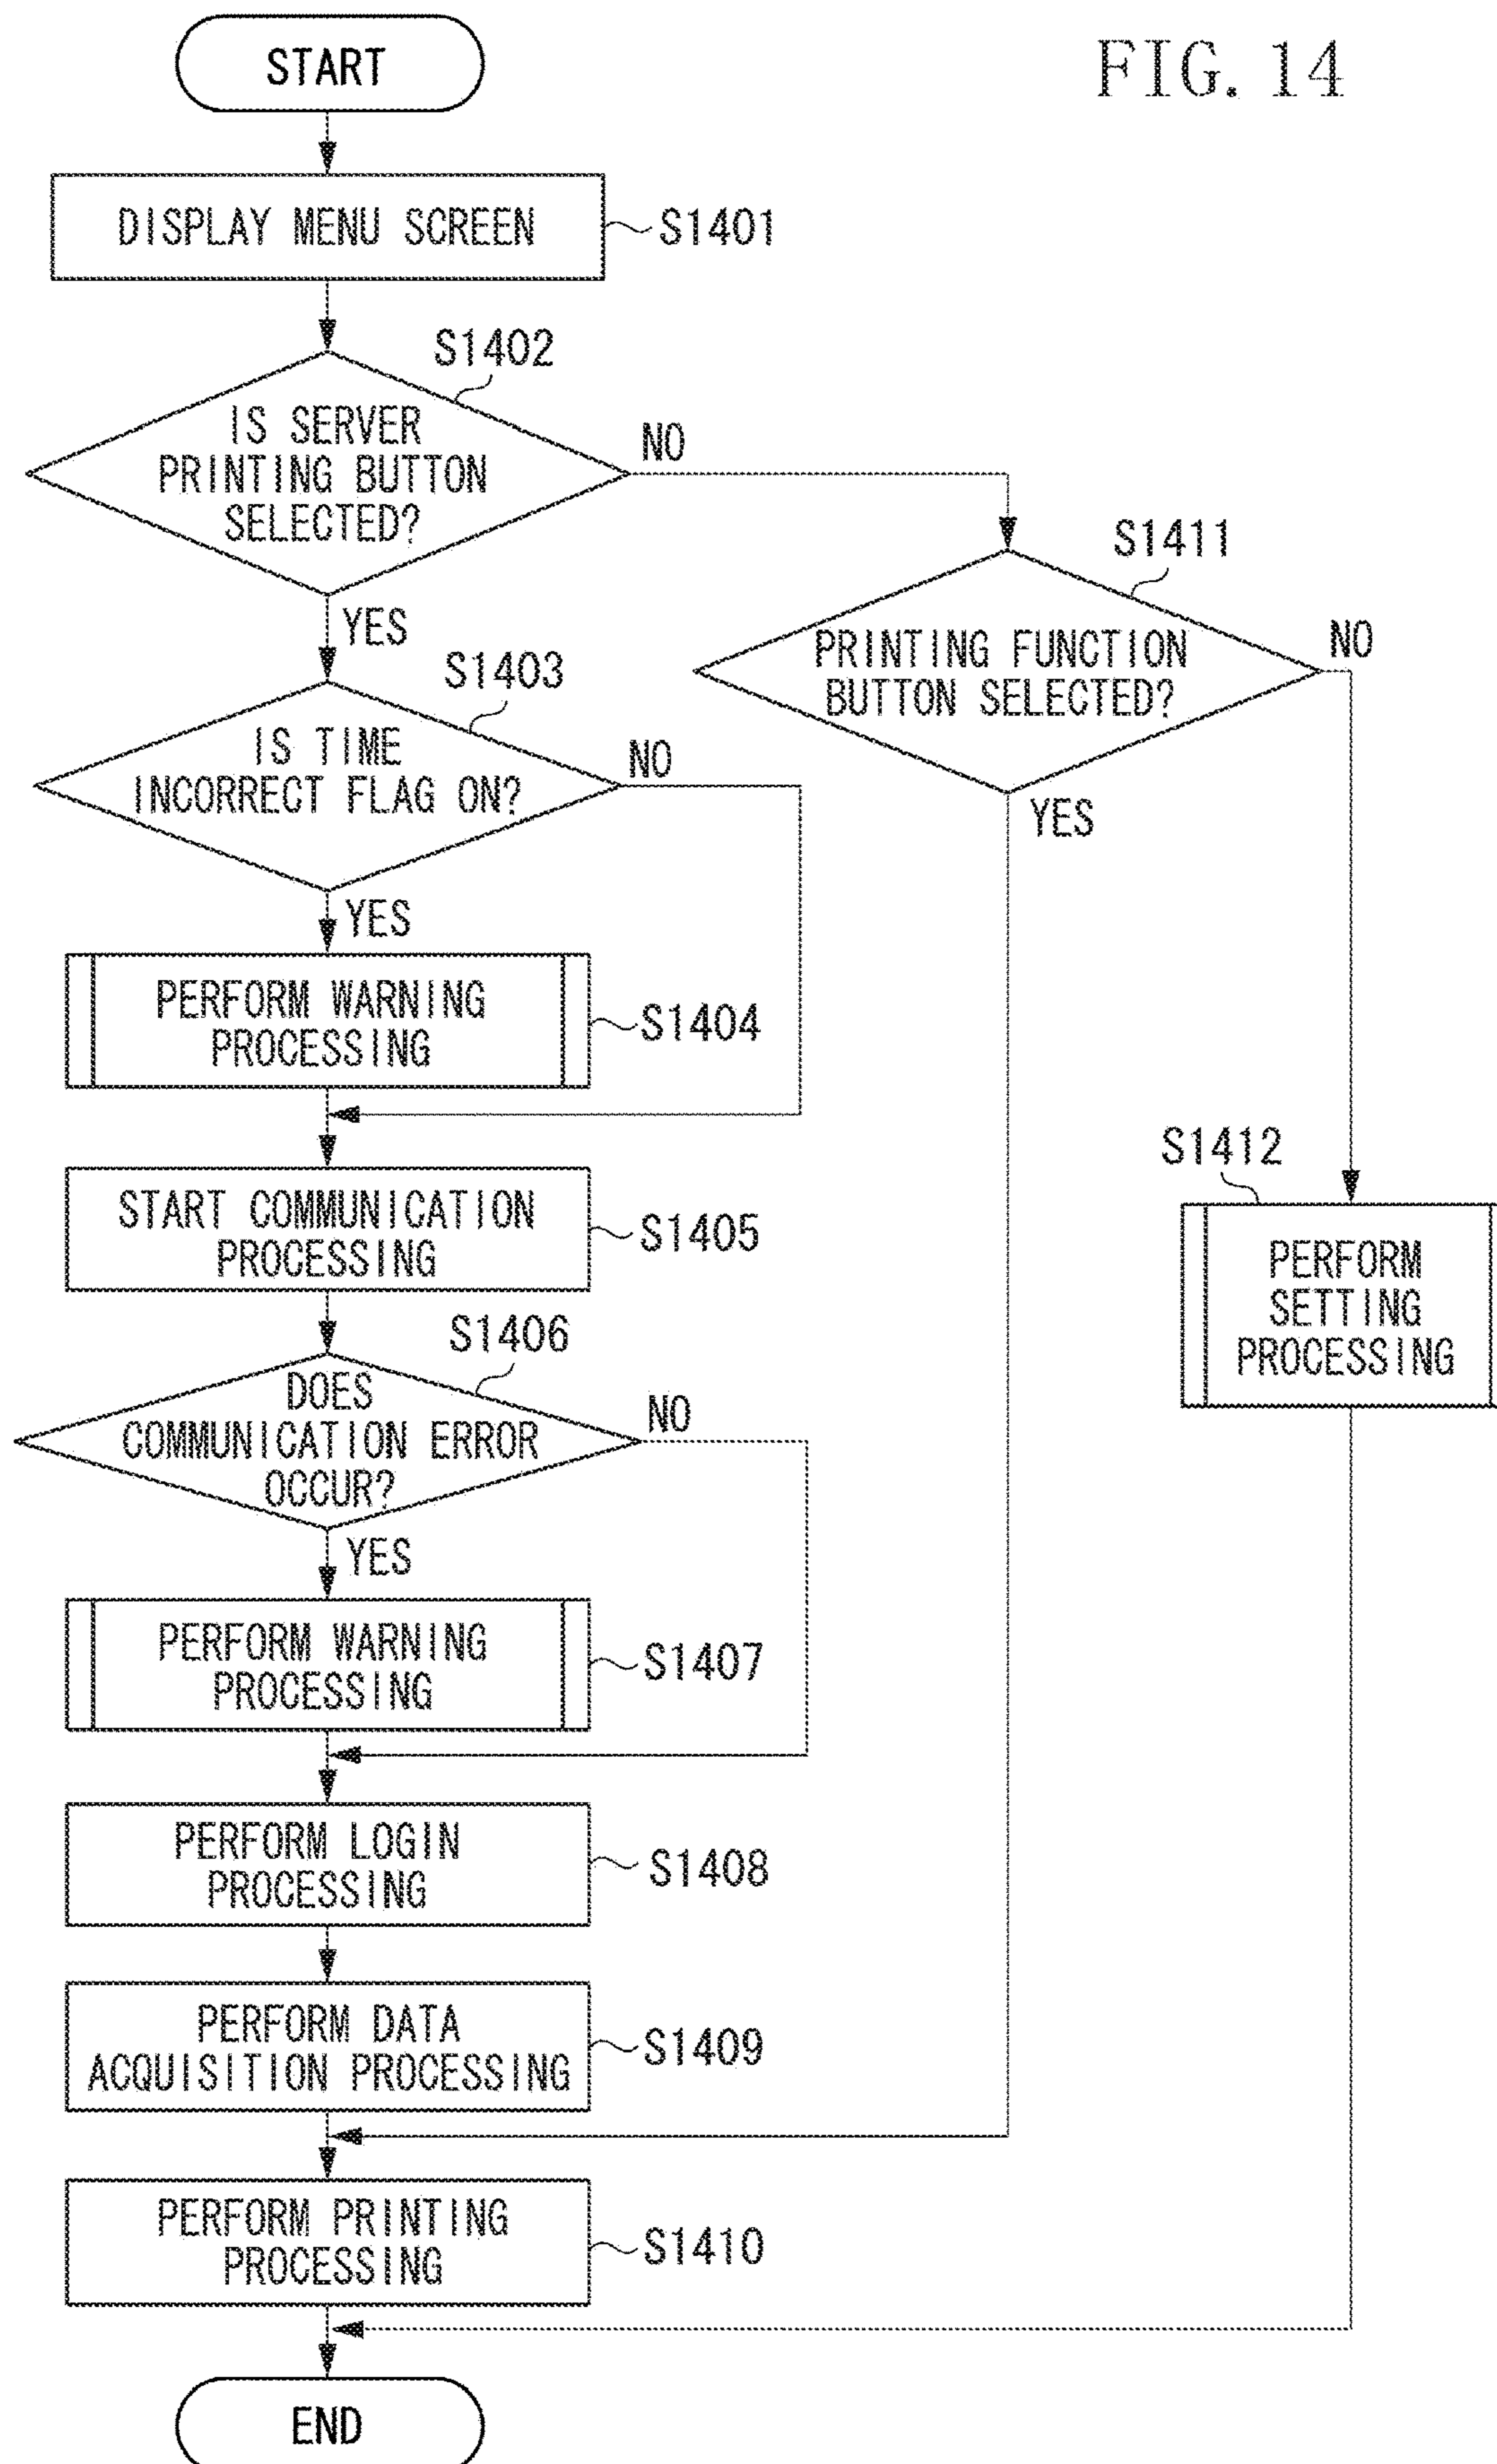 FIG. 14
START
DISPLAY MENU SCREEN
S1401
S1402
IS SERVER
PRINTING BUTTON
SELECTED?
NO
YES
S1411
PRINTING FUNCTION
BUTTON SELECTED?
NO
YES
S1403
IS TIME
INCORRECT FLAG ON?
NO
YES
PERFORM WARNING
PROCESSING
S1404
START COMMUNICATION
PROCESSING
S1405
S1412
PERFORM
SETTING
PROCESSING
S1406
DOES
COMMUNICATION ERROR
OCCUR?
NO
YES
PERFORM WARNING
PROCESSING
S1407
PERFORM LOGIN
PROCESSING
S1408
PERFORM DATA
ACQUISITION PROCESSING
S1409
PERFORM PRINTING
PROCESSING
S1410
END